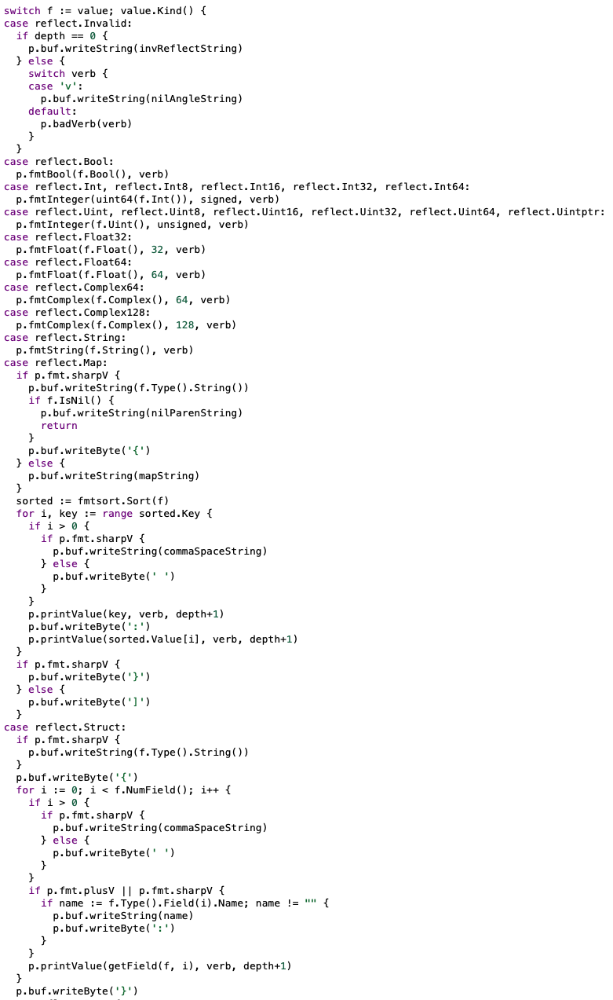 switch f := value; value.Kind() {
case reflect.Invalid:
  if depth == 0 {
    p.buf.writeString(invReflectString)
  } else {
    switch verb {
    case 'v':
      p.buf.writeString(nilAngleString)
    default:
      p.badVerb(verb)
    }
  }
case reflect.Bool:
  p.fmtBool(f.Bool(), verb)
case reflect.Int, reflect.Int8, reflect.Int16, reflect.Int32, reflect.Int64:
  p.fmtInteger(uint64(f.Int()), signed, verb)
case reflect.Uint, reflect.Uint8, reflect.Uint16, reflect.Uint32, reflect.Uint64, reflect.Uintptr:
  p.fmtInteger(f.Uint(), unsigned, verb)
case reflect.Float32:
  p.fmtFloat(f.Float(), 32, verb)
case reflect.Float64:
  p.fmtFloat(f.Float(), 64, verb)
case reflect.Complex64:
  p.fmtComplex(f.Complex(), 64, verb)
case reflect.Complex128:
  p.fmtComplex(f.Complex(), 128, verb)
case reflect.String:
  p.fmtString(f.String(), verb)
case reflect.Map:
  if p.fmt.sharpV {
    p.buf.writeString(f.Type().String())
    if f.IsNil() {
      p.buf.writeString(nilParenString)
      return
    }
    p.buf.writeByte('{')
  } else {
    p.buf.writeString(mapString)
  }
  sorted := fmtsort.Sort(f)
  for i, key := range sorted.Key {
    if i > 0 {
      if p.fmt.sharpV {
        p.buf.writeString(commaSpaceString)
      } else {
        p.buf.writeByte(' ')
      }
    }
    p.printValue(key, verb, depth+1)
    p.buf.writeByte(':')
    p.printValue(sorted.Value[i], verb, depth+1)
  }
  if p.fmt.sharpV {
    p.buf.writeByte('}')
  } else {
    p.buf.writeByte(']')
  }
case reflect.Struct:
  if p.fmt.sharpV {
    p.buf.writeString(f.Type().String())
  }
  p.buf.writeByte('{')
  for i := 0; i < f.NumField(); i++ {
    if i > 0 {
      if p.fmt.sharpV {
        p.buf.writeString(commaSpaceString)
      } else {
        p.buf.writeByte(' ')
      }
    }
    if p.fmt.plusV || p.fmt.sharpV {
      if name := f.Type().Field(i).Name; name != "" {
        p.buf.writeString(name)
        p.buf.writeByte(':')
      }
    }
    p.printValue(getField(f, i), verb, depth+1)
  }
  p.buf.writeByte('}')